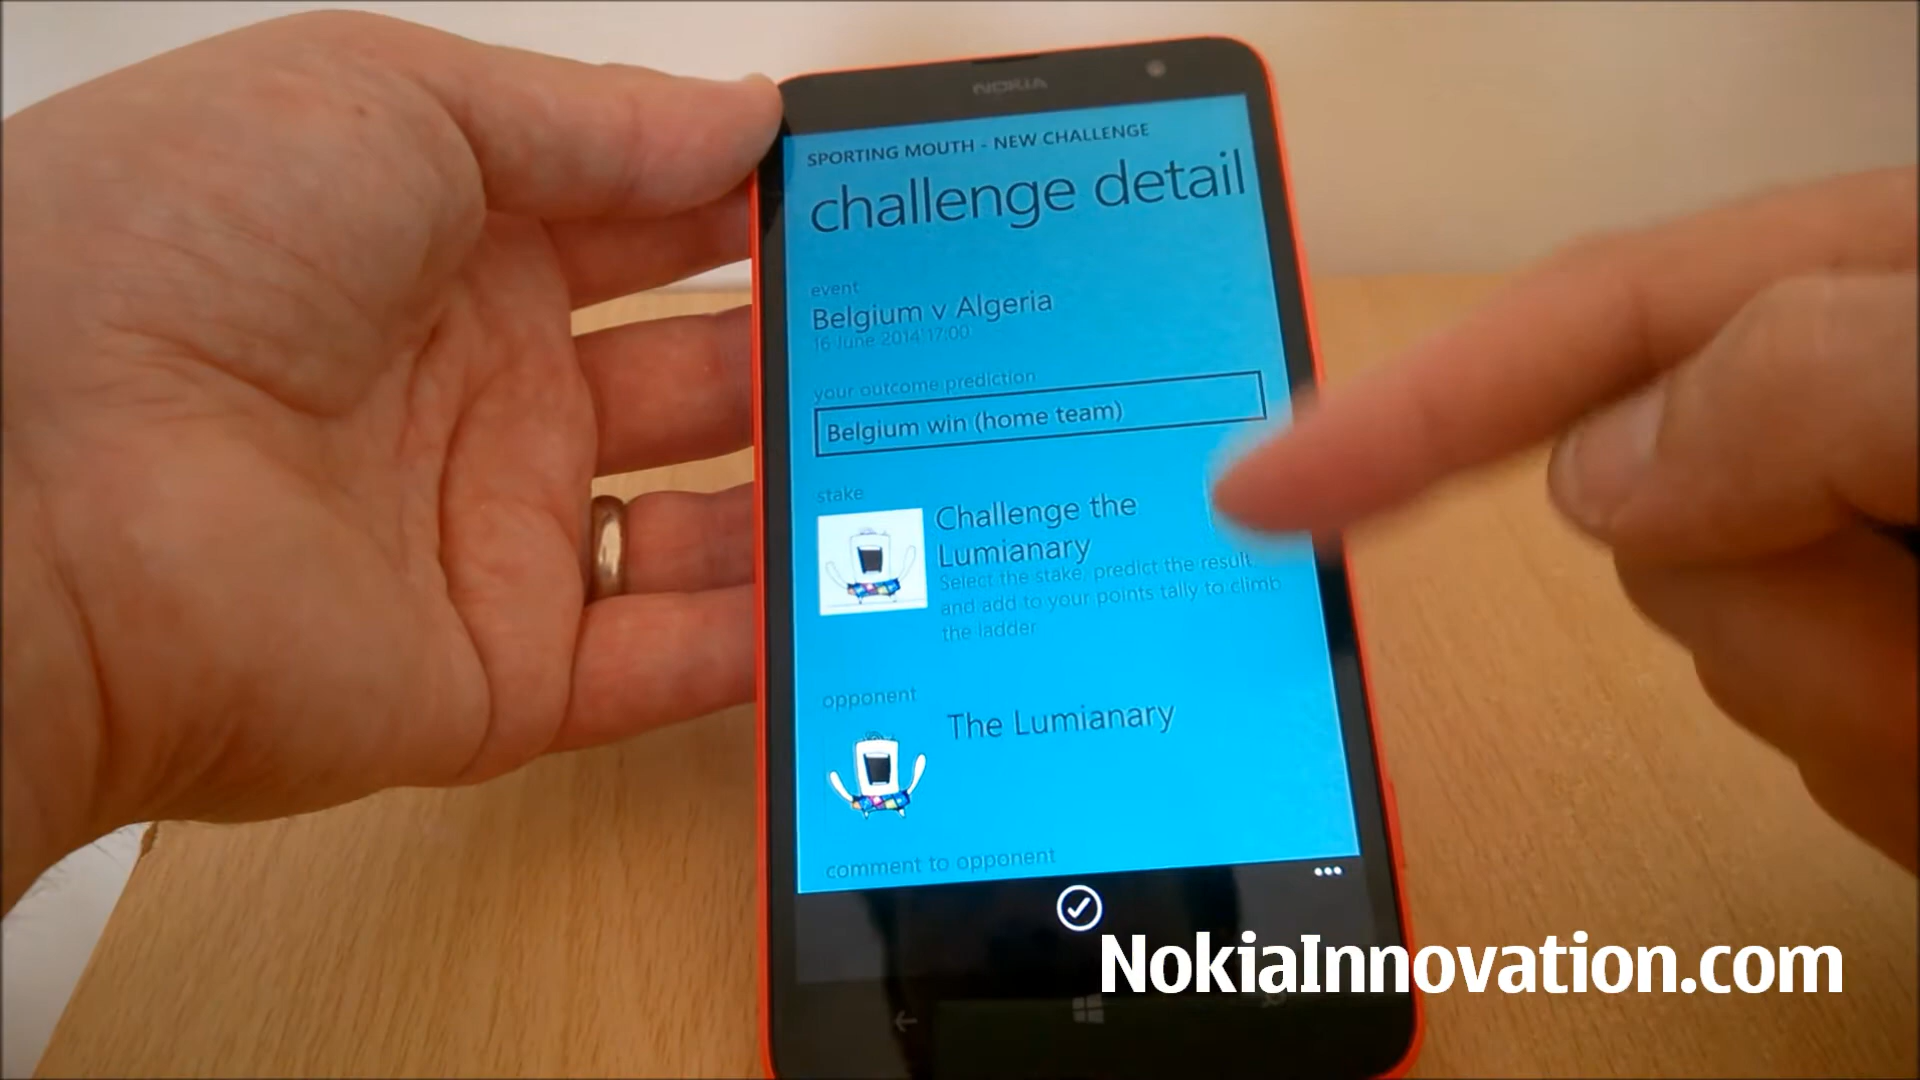 NOKIA
SPORTING MOUTH - NEW CHALLENGE
challenge detail
event
Belgium v Algeria
16 June 2014 17:00
your outcome prediction
Belgium win (home team)
stake
Challenge the
Lumianary
Select the stake, predict the result
and add to your points tally to climb
the ladder
opponent
The Lumianary
comment to opponent
NokiaInnovation.com